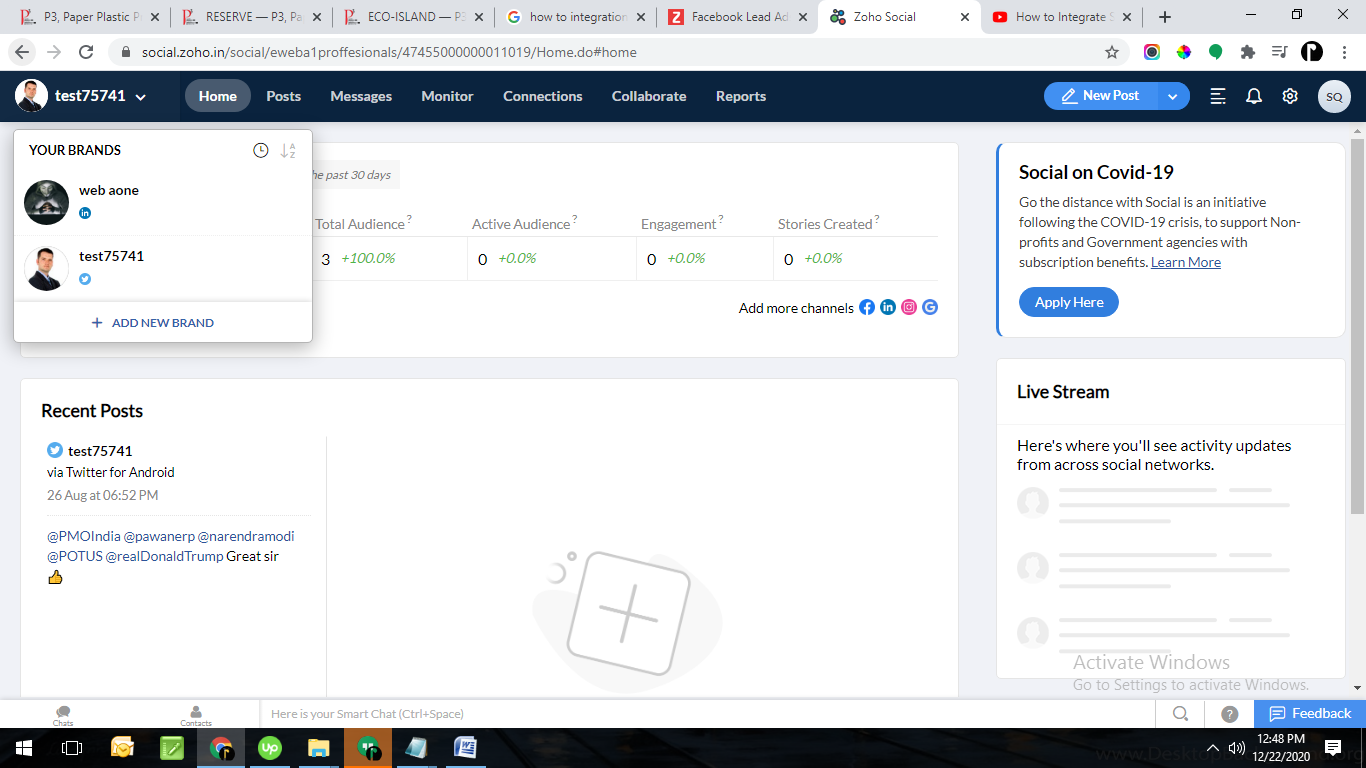 P3, Paper Plastic P
RESERVE — P3, Pa
ECO-ISLAND — P3
how to integration
Facebook Lead Ad
Zoho Social
How to Integrate S
social.zoho.in/social/eweba1proffesionals/47455000000011019/Home.do#home
test75741
Home
Posts
Messages
Monitor
Connections
Collaborate
Reports
New Post
SQ
YOUR BRANDS
A
Z
web aone
test75741
+ ADD NEW BRAND
he past 30 days
Total Audience ?
Active Audience ?
Engagement ?
Stories Created ?
3 +100.0%
0 +0.0%
0 +0.0%
0 +0.0%
Add more channels
Social on Covid-19
Go the distance with Social is an initiative
following the COVID-19 crisis, to support Non-
profits and Government agencies with
subscription benefits. Learn More
Apply Here
Recent Posts
test75741
via Twitter for Android
26 Aug at 06:52 PM
@PMOIndia @pawanerp @narendramodi
@POTUS @realDonaldTrump Great sir
👍
Live Stream
Here's where you'll see activity updates
from across social networks.
Activate Windows
Go to Settings to activate Windows.
Chats
Contacts
Here is your Smart Chat (Ctrl+Space)
Feedback
12:48 PM
12/22/2020